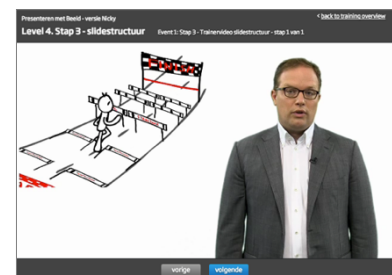 Presenteren met Beeld - versie Nicky
< back to training overview
Level 4. Stap 3 - slidestructuur
Event 1: Stap 3 - Trainervideo slidestructuur - stap 1 van 1
FINISH
vorige
volgende